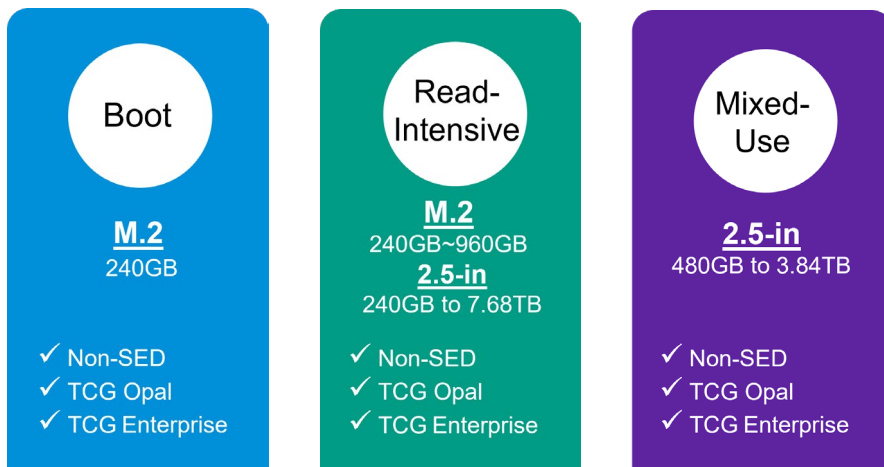 Boot
M.2
240GB
✓ Non-SED
✓ TCG Opal
✓ TCG Enterprise
Read-
Intensive
M.2
240GB~960GB
2.5-in
240GB to 7.68TB
✓ Non-SED
✓ TCG Opal
✓ TCG Enterprise
Mixed-
Use
2.5-in
480GB to 3.84TB
✓ Non-SED
✓ TCG Opal
✓ TCG Enterprise